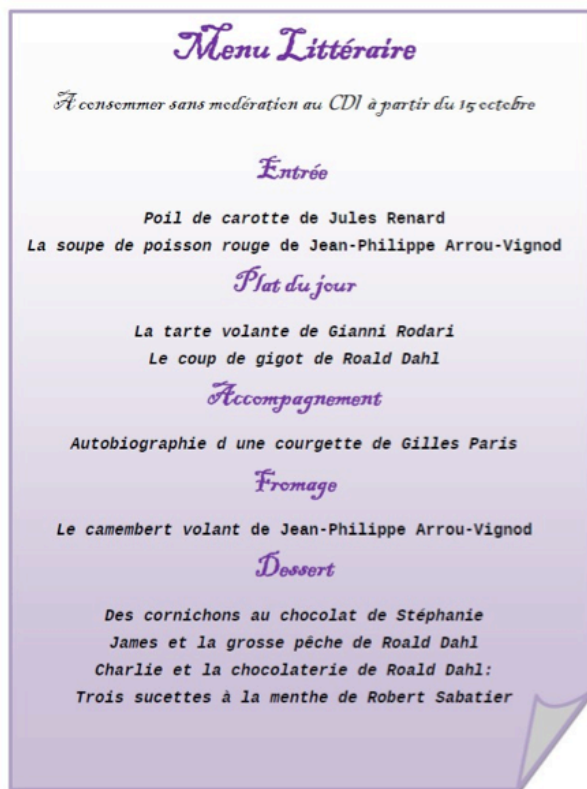 Menu Littéraire
A consommer sans modération au CDI à partir du 15 octobre
Entrée
Poil de carotte de Jules Renard
La soupe de poisson rouge de Jean-Philippe Arrou-Vignod
Plat du jour
La tarte volante de Gianni Rodari
Le coup de gigot de Roald Dahl
Accompagnement
Autobiographie d une courgette de Gilles Paris
Fromage
Le camembert volant de Jean-Philippe Arrou-Vignod
Dessert
Des cornichons au chocolat de Stéphanie
James et la grosse pêche de Roald Dahl
Charlie et la chocolaterie de Roald Dahl:
Trois sucettes à la menthe de Robert Sabatier